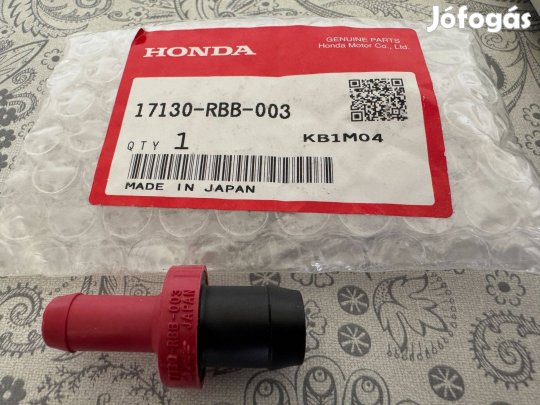 Jófogás
HONDA
GENUINE PARTS
Honda Motor Co., Ltd.
17130-RBB-003
QTY 1
KB1M04
MADE IN JAPAN
RBB-003
JAPAN